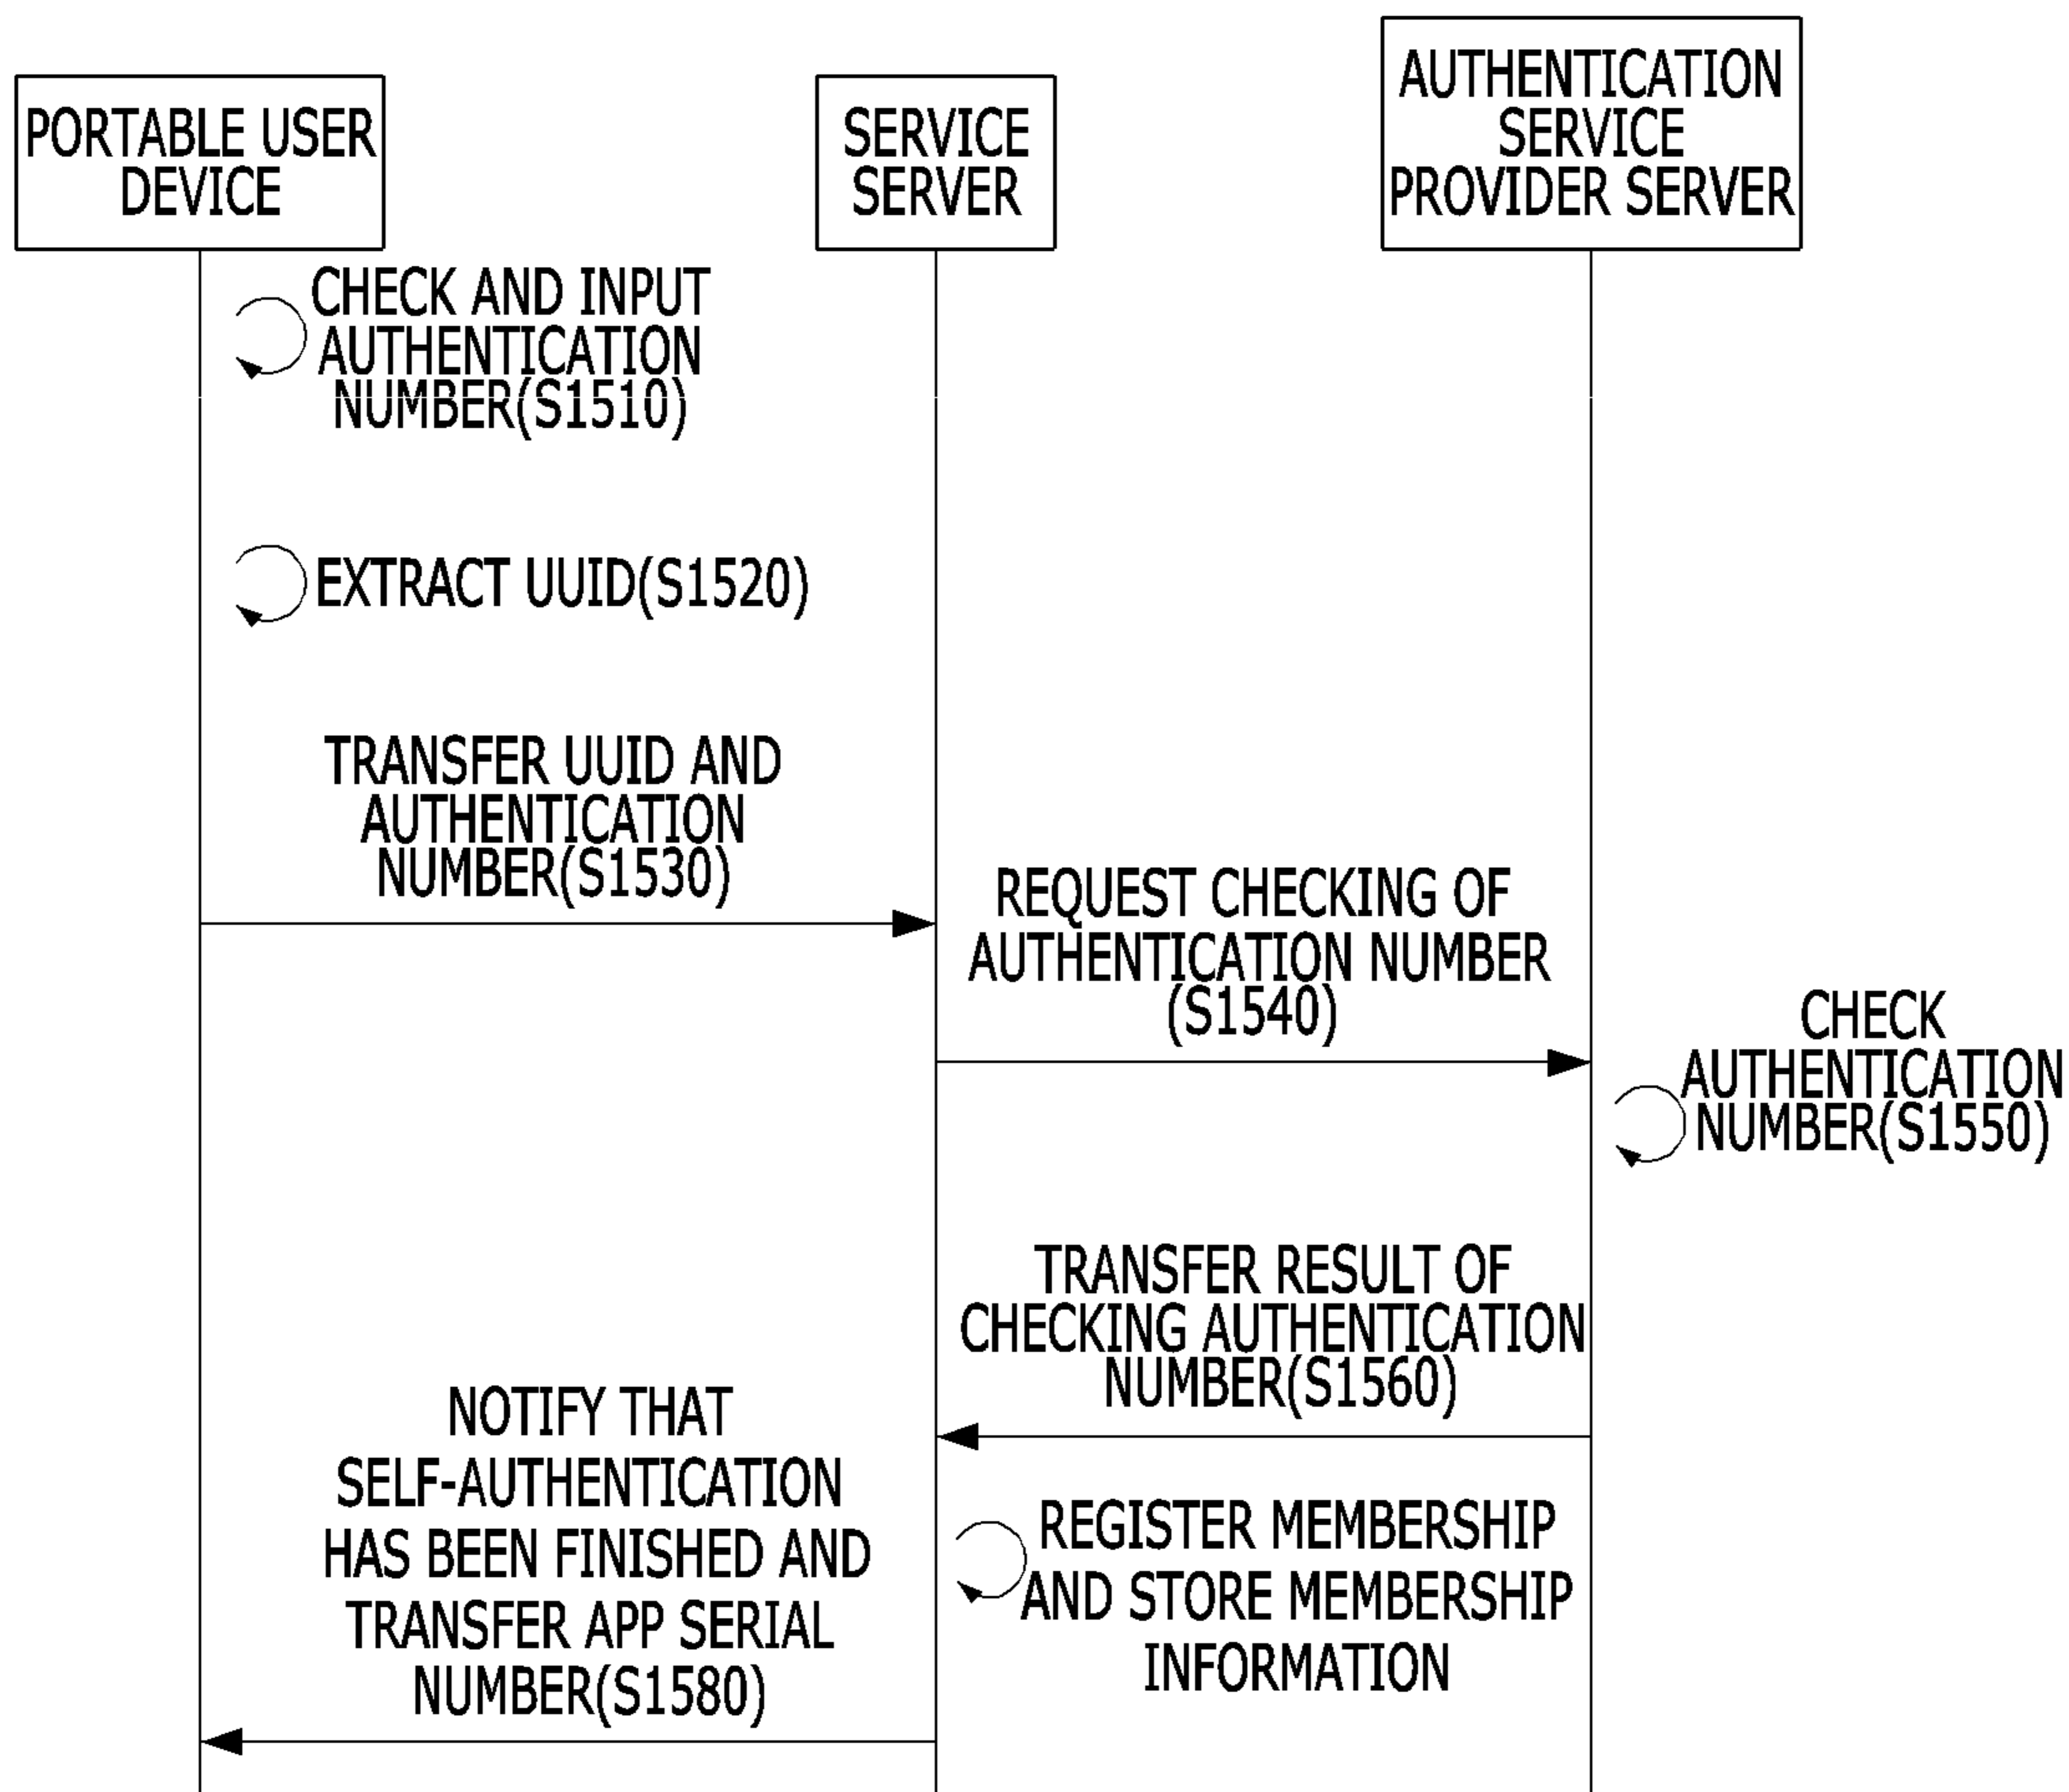 PORTABLE USER
DEVICE
SERVICE
SERVER
AUTHENTICATION
SERVICE
PROVIDER SERVER
CHECK AND INPUT
AUTHENTICATION
NUMBER(S1510)
EXTRACT UUID(S1520)
TRANSFER UUID AND
AUTHENTICATION
NUMBER(S1530)
REQUEST CHECKING OF
AUTHENTICATION NUMBER
(S1540)
CHECK
AUTHENTICATION
NUMBER(S1550)
TRANSFER RESULT OF
CHECKING AUTHENTICATION
NUMBER(S1560)
REGISTER MEMBERSHIP
AND STORE MEMBERSHIP
INFORMATION
NOTIFY THAT
SELF-AUTHENTICATION
HAS BEEN FINISHED AND
TRANSFER APP SERIAL
NUMBER(S1580)